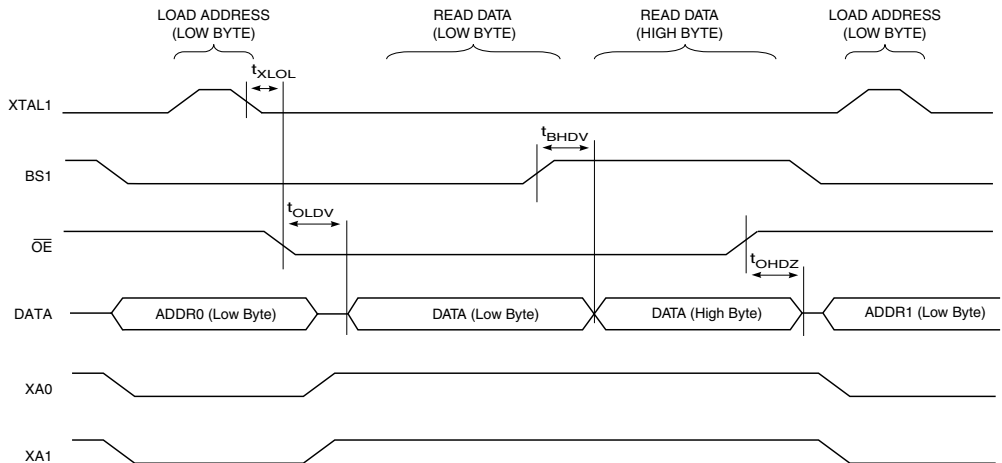 LOAD ADDRESS
(LOW BYTE)
READ DATA
(LOW BYTE)
READ DATA
(HIGH BYTE)
LOAD ADDRESS
(LOW BYTE)
tXLOL
XTAL1
tBHDV
BS1
tOLDV
OE
tOHDZ
DATA
ADDR0 (Low Byte)
DATA (Low Byte)
DATA (High Byte)
ADDR1 (Low Byte)
XA0
XA1